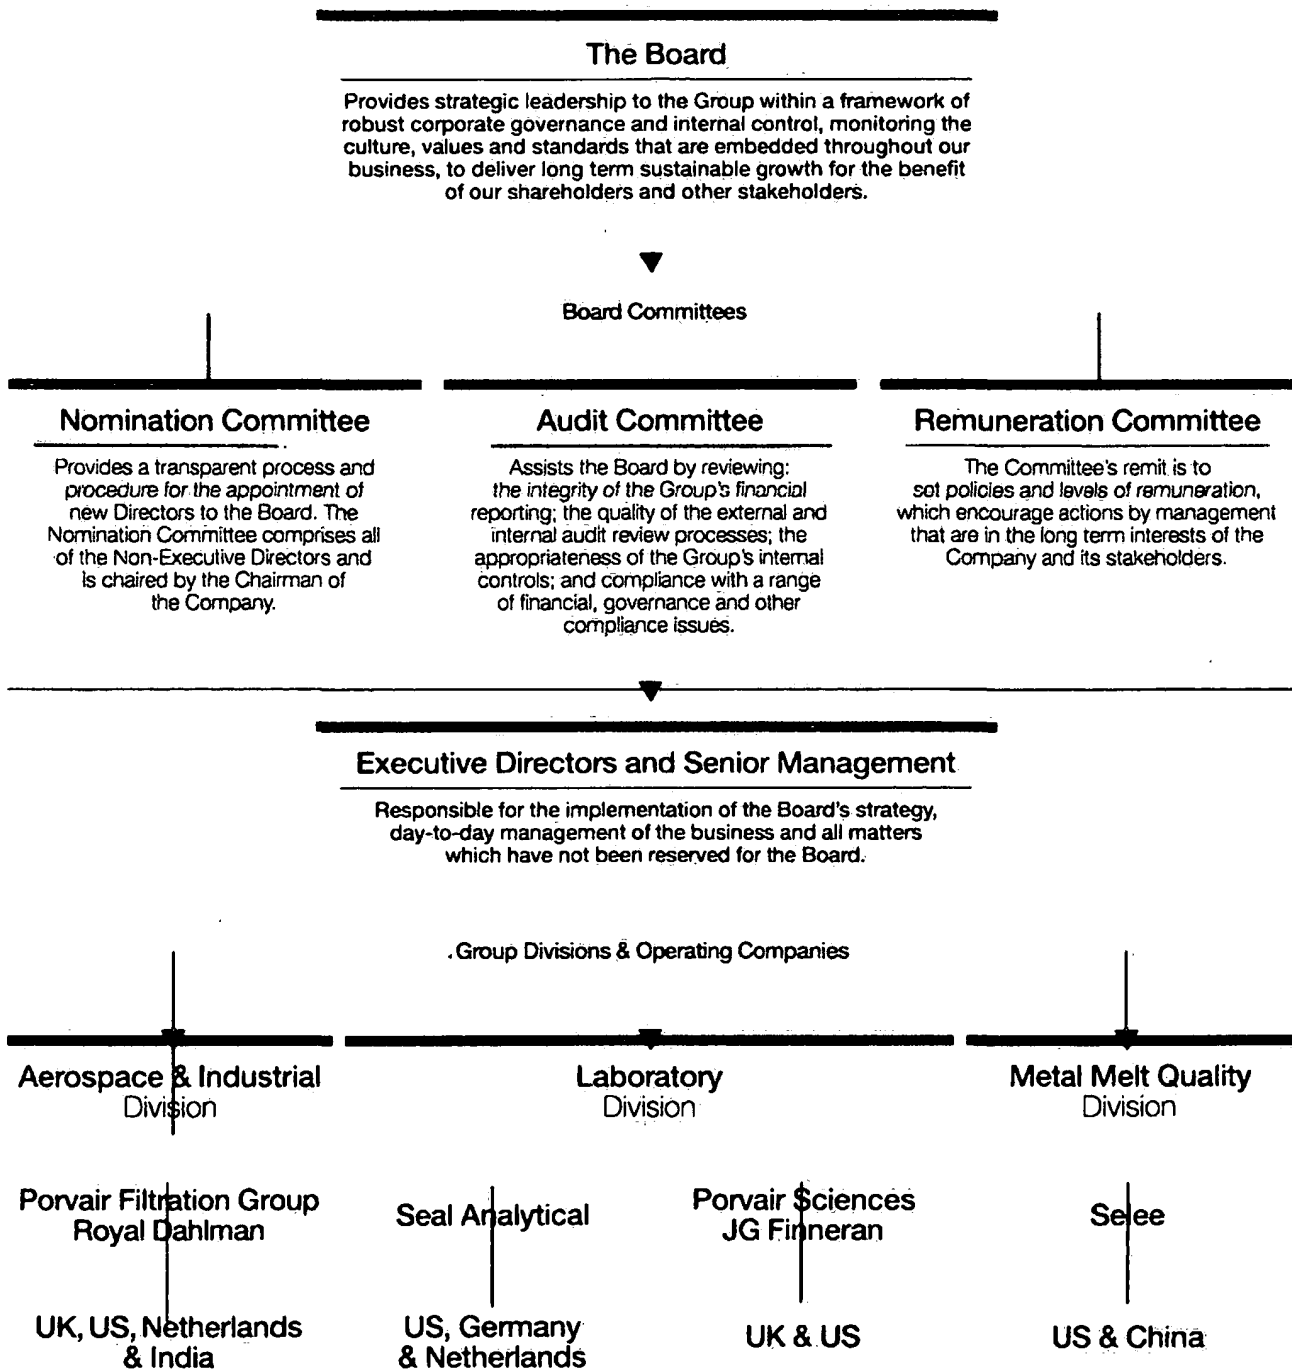 The Board
Provides strategic leadership to the Group within a framework of
robust corporate governance and internal control, monitoring the
culture, values and standards that are embedded throughout our
business, to deliver long term sustainable growth for the benefit
of our shareholders and other stakeholders.
Board Committees
Nomination Committee
Provides a transparent process and
procedure for the appointment of
new Directors to the Board. The
Nomination Committee comprises all
of the Non-Executive Directors and
is chaired by the Chairman of
the Company.
Audit Committee
Assists the Board by reviewing:
the integrity of the Group's financial
reporting; the quality of the external and
internal audit review processes; the
appropriateness of the Group's internal
controls; and compliance with a range
of financial, governance and other
compliance issues.
Remuneration Committee
The Committee's remit is to
set policies and levels of remuneration,
which encourage actions by management
that are in the long term interests of the
Company and its stakeholders.
Executive Directors and Senior Management
Responsible for the implementation of the Board's strategy,
day-to-day management of the business and all matters
which have not been reserved for the Board.
Group Divisions & Operating Companies
Aerospace & Industrial
Division
Laboratory
Division
Metal Melt Quality
Division
Porvair Filtration Group
Royal Dahlman
Seal Analytical
Porvair Sciences
JG Finneran
Selee
UK, US, Netherlands
& India
US, Germany
& Netherlands
UK & US
US & China